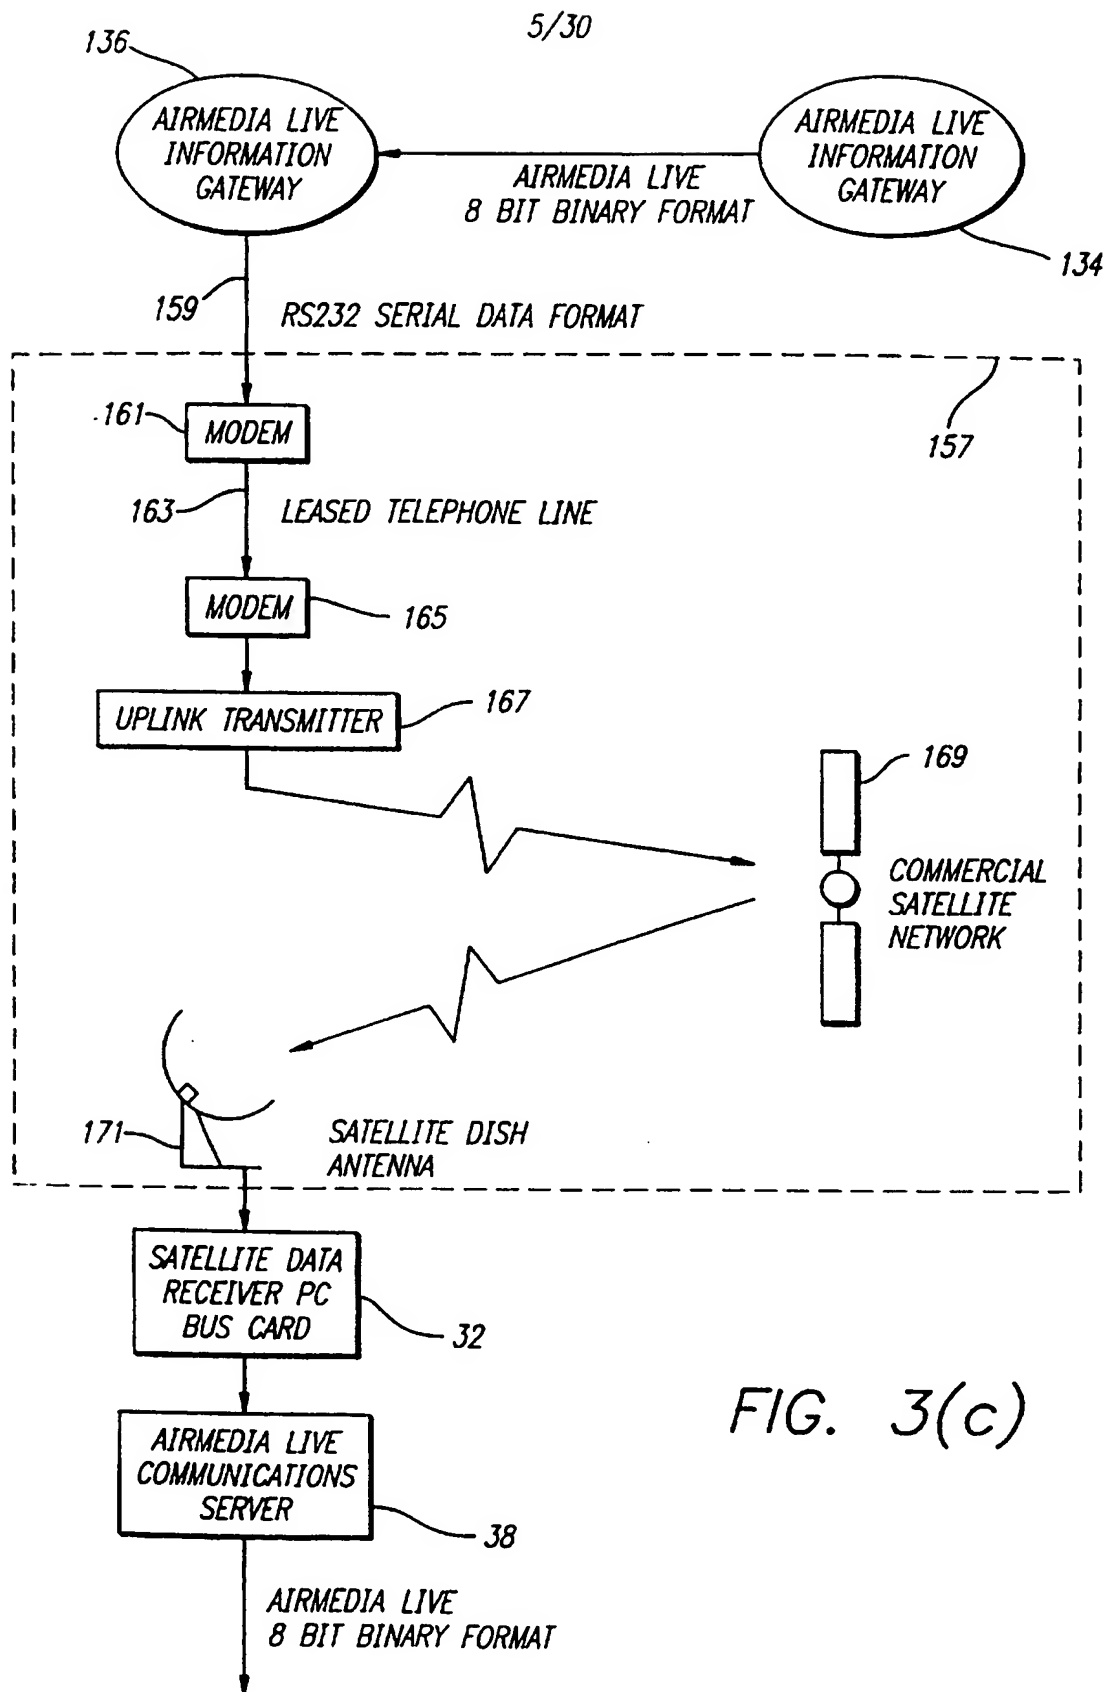 5/30
136
AIRMEDIA LIVE
INFORMATION
GATEWAY
AIRMEDIA LIVE
INFORMATION
GATEWAY
AIRMEDIA LIVE
8 BIT BINARY FORMAT
134
159
RS232 SERIAL DATA FORMAT
161
MODEM
157
163
LEASED TELEPHONE LINE
MODEM
165
UPLINK TRANSMITTER
167
169
COMMERCIAL
SATELLITE
NETWORK
171
SATELLITE DISH
ANTENNA
SATELLITE DATA
RECEIVER PC
BUS CARD
32
FIG. 3(c)
AIRMEDIA LIVE
COMMUNICATIONS
SERVER
38
AIRMEDIA LIVE
8 BIT BINARY FORMAT